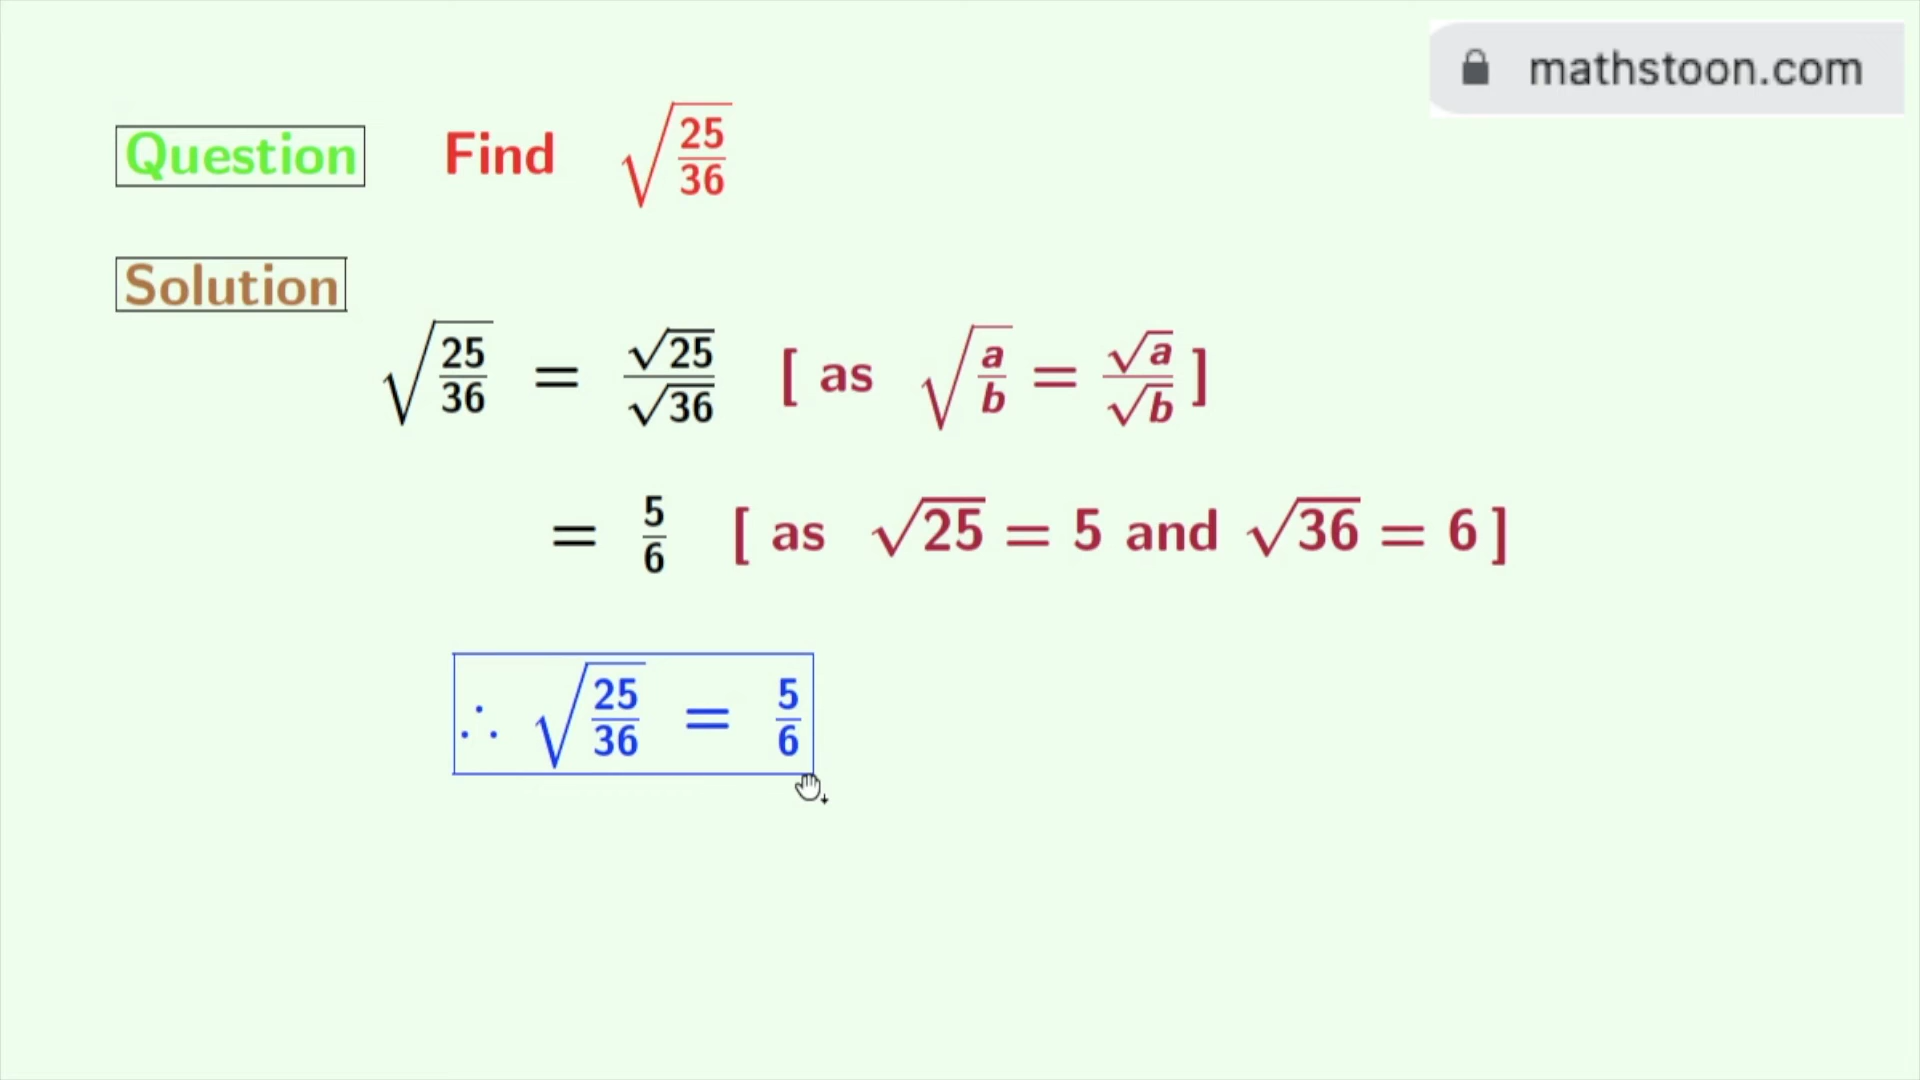 mathstoon.com
Question Find √(25/36)
Solution
√(25/36) = √25/√36 [ as √(a/b) = √a/√b ]
= 5/6 [ as √25 = 5 and √36 = 6 ]
∴ √(25/36) = 5/6